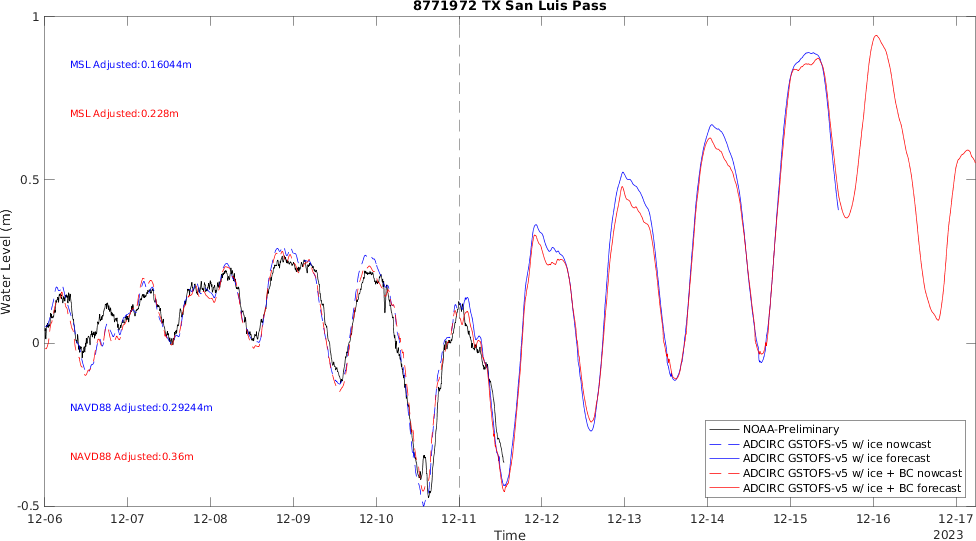 8771972 TX San Luis Pass
1
MSL Adjusted:0.16044m
MSL Adjusted:0.228m
0.5
Water Level (m)
0
NAVD88 Adjusted:0.29244m
NAVD88 Adjusted:0.36m
NOAA-Preliminary
ADCIRC GSTOFS-v5 w/ ice nowcast
ADCIRC GSTOFS-v5 w/ ice forecast
ADCIRC GSTOFS-v5 w/ ice + BC nowcast
ADCIRC GSTOFS-v5 w/ ice + BC forecast
-0.5
12-06 12-07 12-08 12-09 12-10 12-11 12-12 12-13 12-14 12-15 12-16 12-17
Time
2023